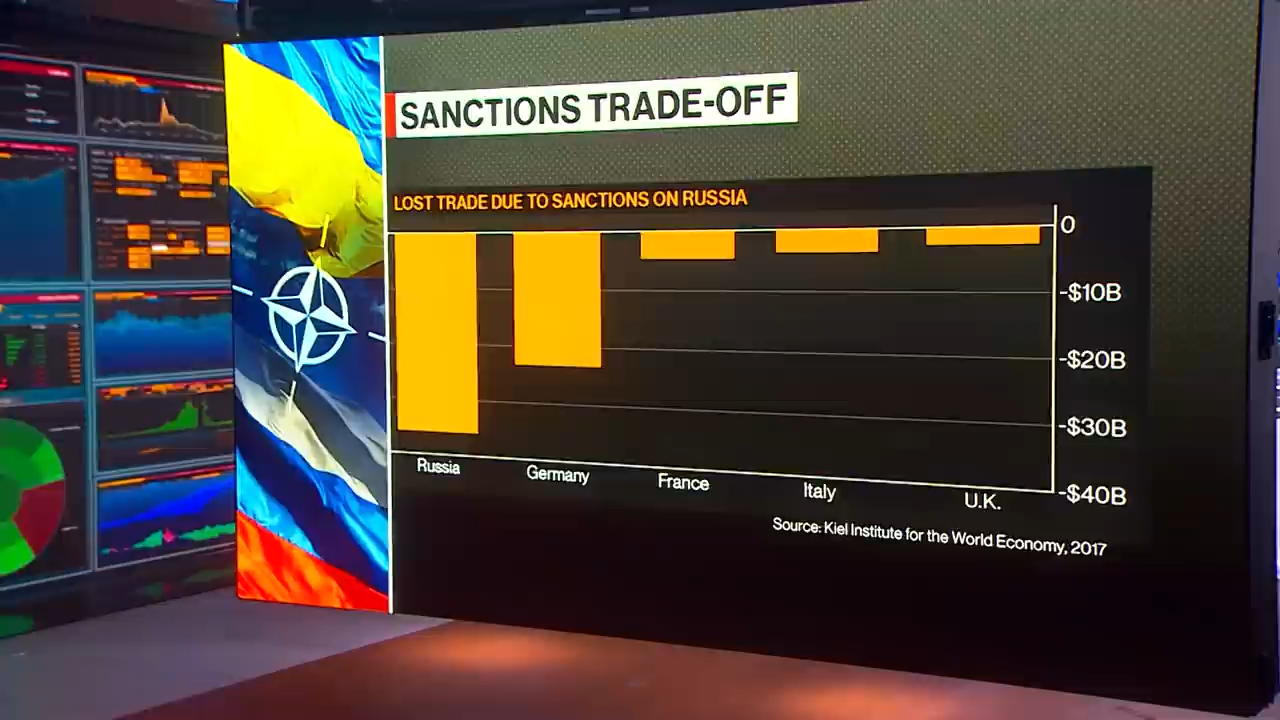 SANCTIONS TRADE-OFF
LOST TRADE DUE TO SANCTIONS ON RUSSIA
0
-$10B
-$20B
-$30B
-$40B
Russia Germany France Italy U.K.
Source: Kiel Institute for the World Economy, 2017